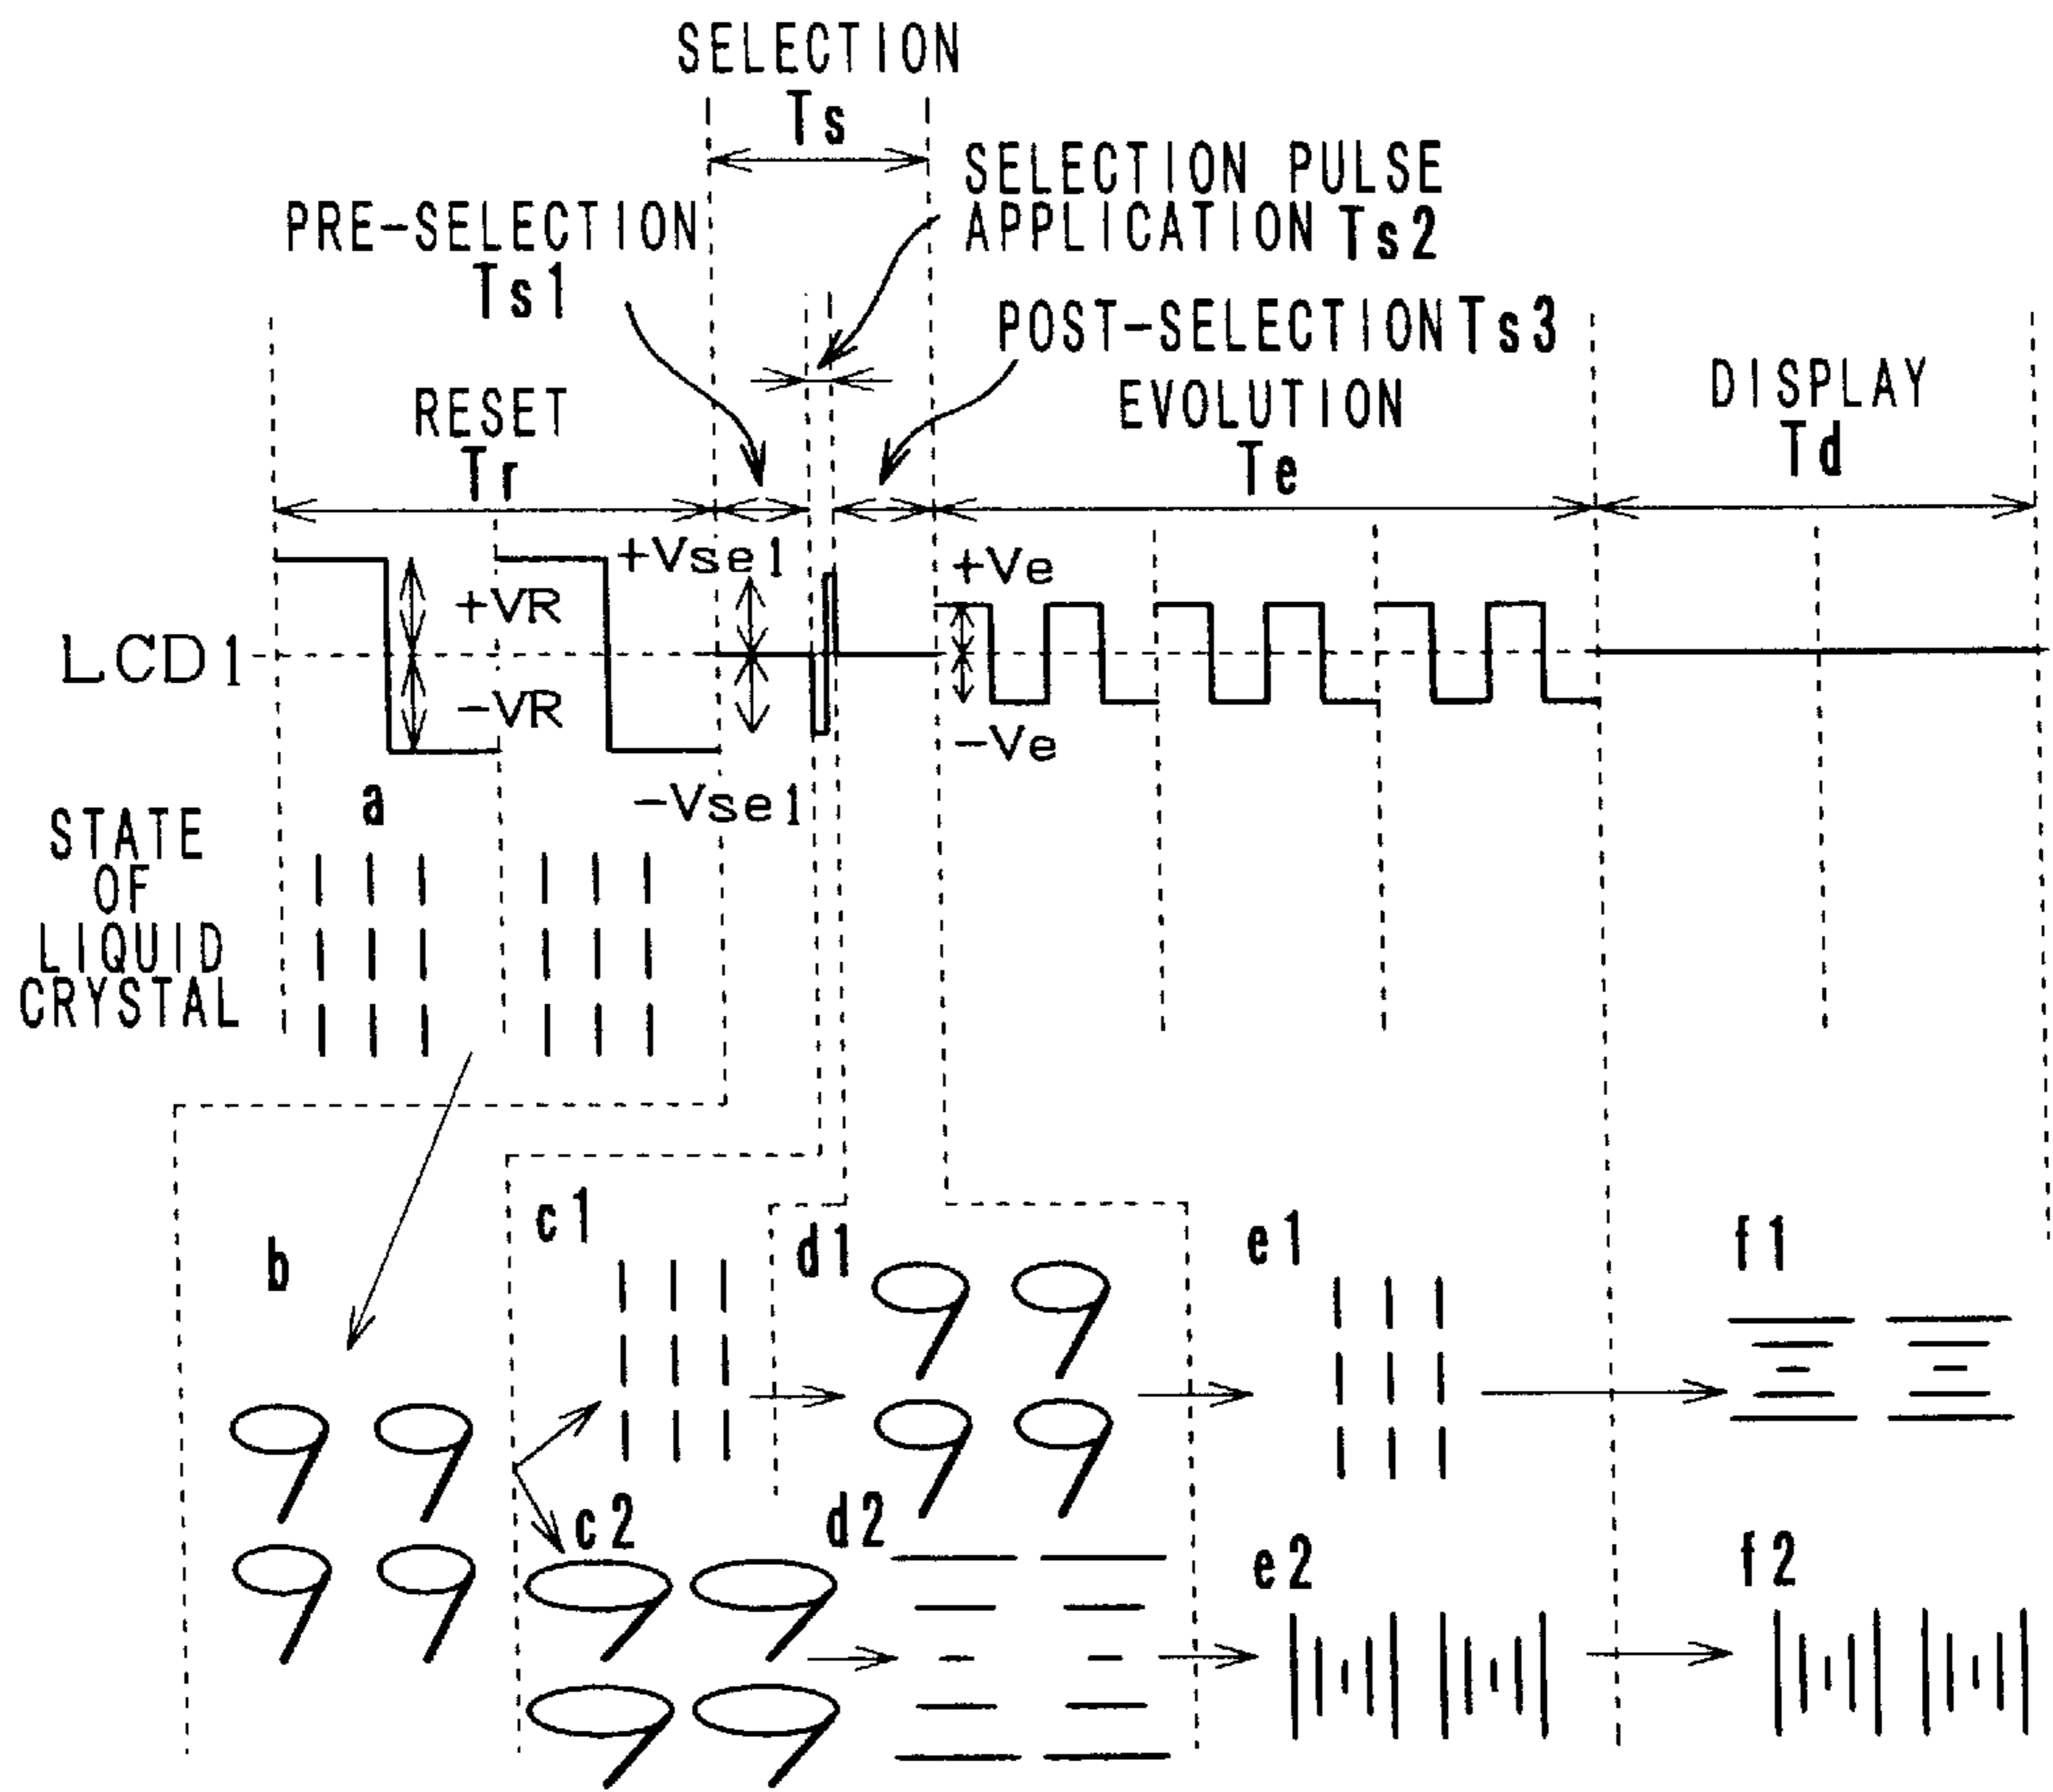 SELECTION
Ts
SELECTION PULSE
APPLICATION Ts2
PRE-SELECTION
Ts1
POST-SELECTION Ts3
RESET
Tr
EVOLUTION
Te
DISPLAY
Td
+Vsel
+Ve
+VR
LCD1
-VR
-Ve
-Vsel
a
STATE
OF
LIQUID
CRYSTAL
b
c1
d1
e1
f1
c2
d2
e2
f2